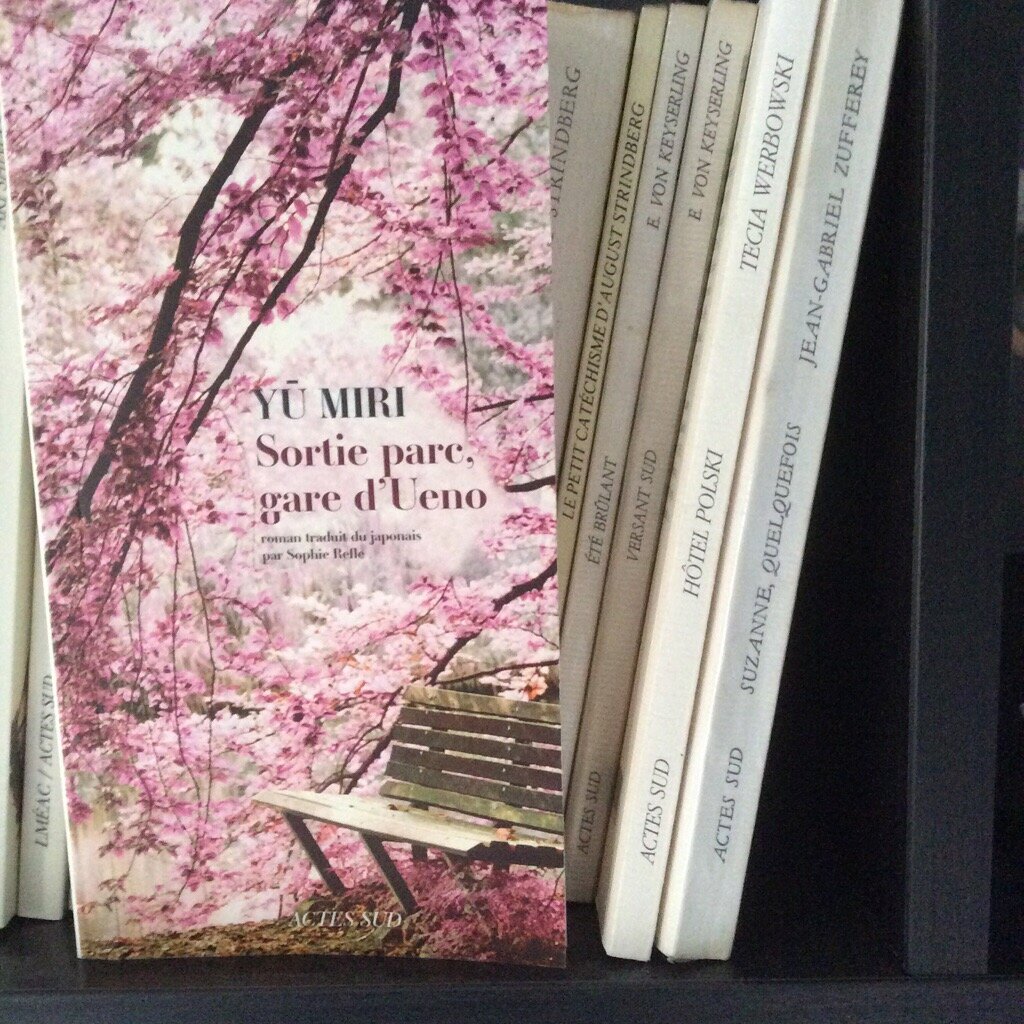 YŪ MIRI
Sortie parc,
gare d'Ueno
roman traduit du japonais
par Sophie Reflé
ACTES SUD
LÉMÉAC / ACTES SUD
STRINDBERG
LE PETIT CATÉCHISME D'AUGUST STRINDBERG
E. VON KEYSERLING
ÉTÉ BRÛLANT
E. VON KEYSERLING
VERSANT SUD
ACTES SUD
TECIA WERBOWSKI
HÔTEL POLSKI
ACTES SUD
JEAN-GABRIEL ZUFFEREY
SUZANNE, QUELQUEFOIS
ACTES SUD